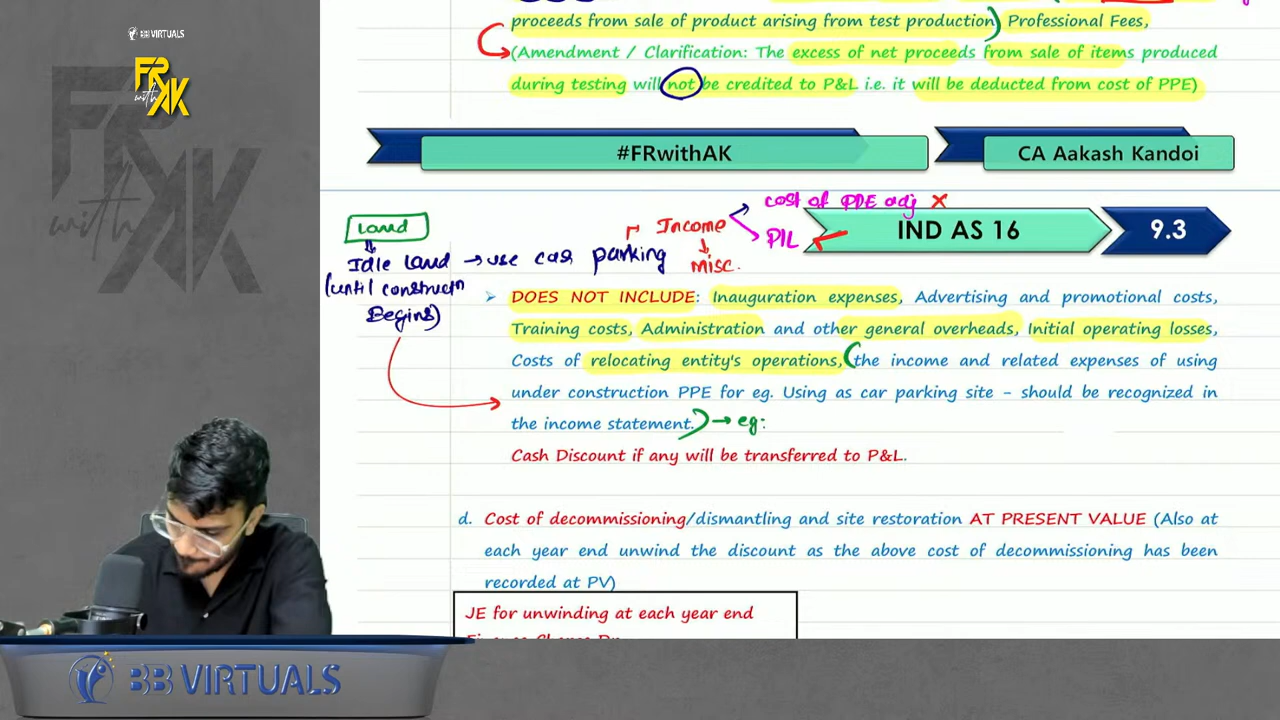 BB VIRTUALS
FR
with
AK
FR
with
AK
proceeds from sale of product arising from test production) Professional Fees,
(Amendment / Clarification: The excess of net proceeds from sale of items produced
during testing will not be credited to P&L i.e. it will be deducted from cost of PPE)
#FRwithAK
CA Aakash Kandoi
IND AS 16
9.3
Land
Idle land → use car parking
(until constructn
Begins)
Income
misc.
cost of PPE adj ×
P/L
➢ DOES NOT INCLUDE: Inauguration expenses, Advertising and promotional costs,
Training costs, Administration and other general overheads, Initial operating losses,
Costs of relocating entity's operations, (the income and related expenses of using
under construction PPE for eg. Using as car parking site – should be recognized in
the income statement.) → eg:
Cash Discount if any will be transferred to P&L.
d. Cost of decommissioning/dismantling and site restoration AT PRESENT VALUE (Also at
each year end unwind the discount as the above cost of decommissioning has been
recorded at PV)
JE for unwinding at each year end
BB VIRTUALS